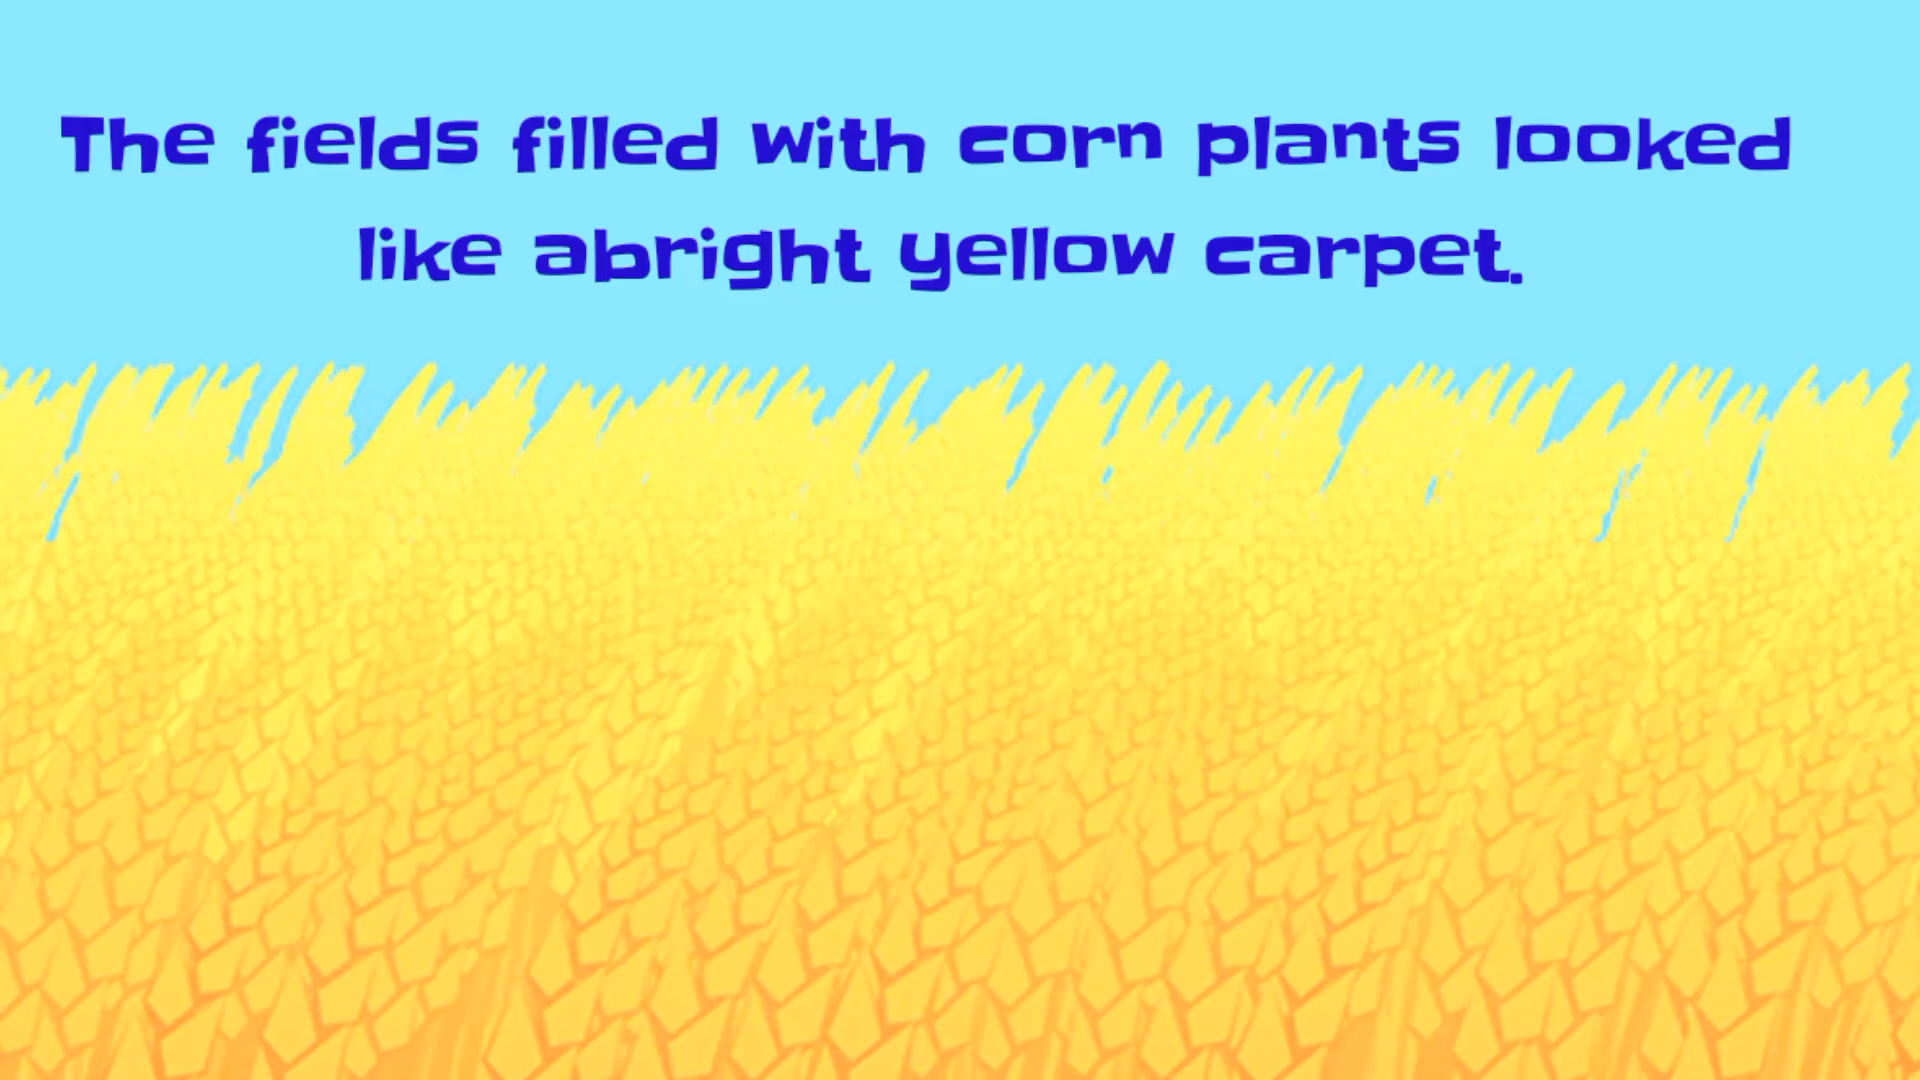 The fields filled with corn plants looked
like abright yellow carpet.